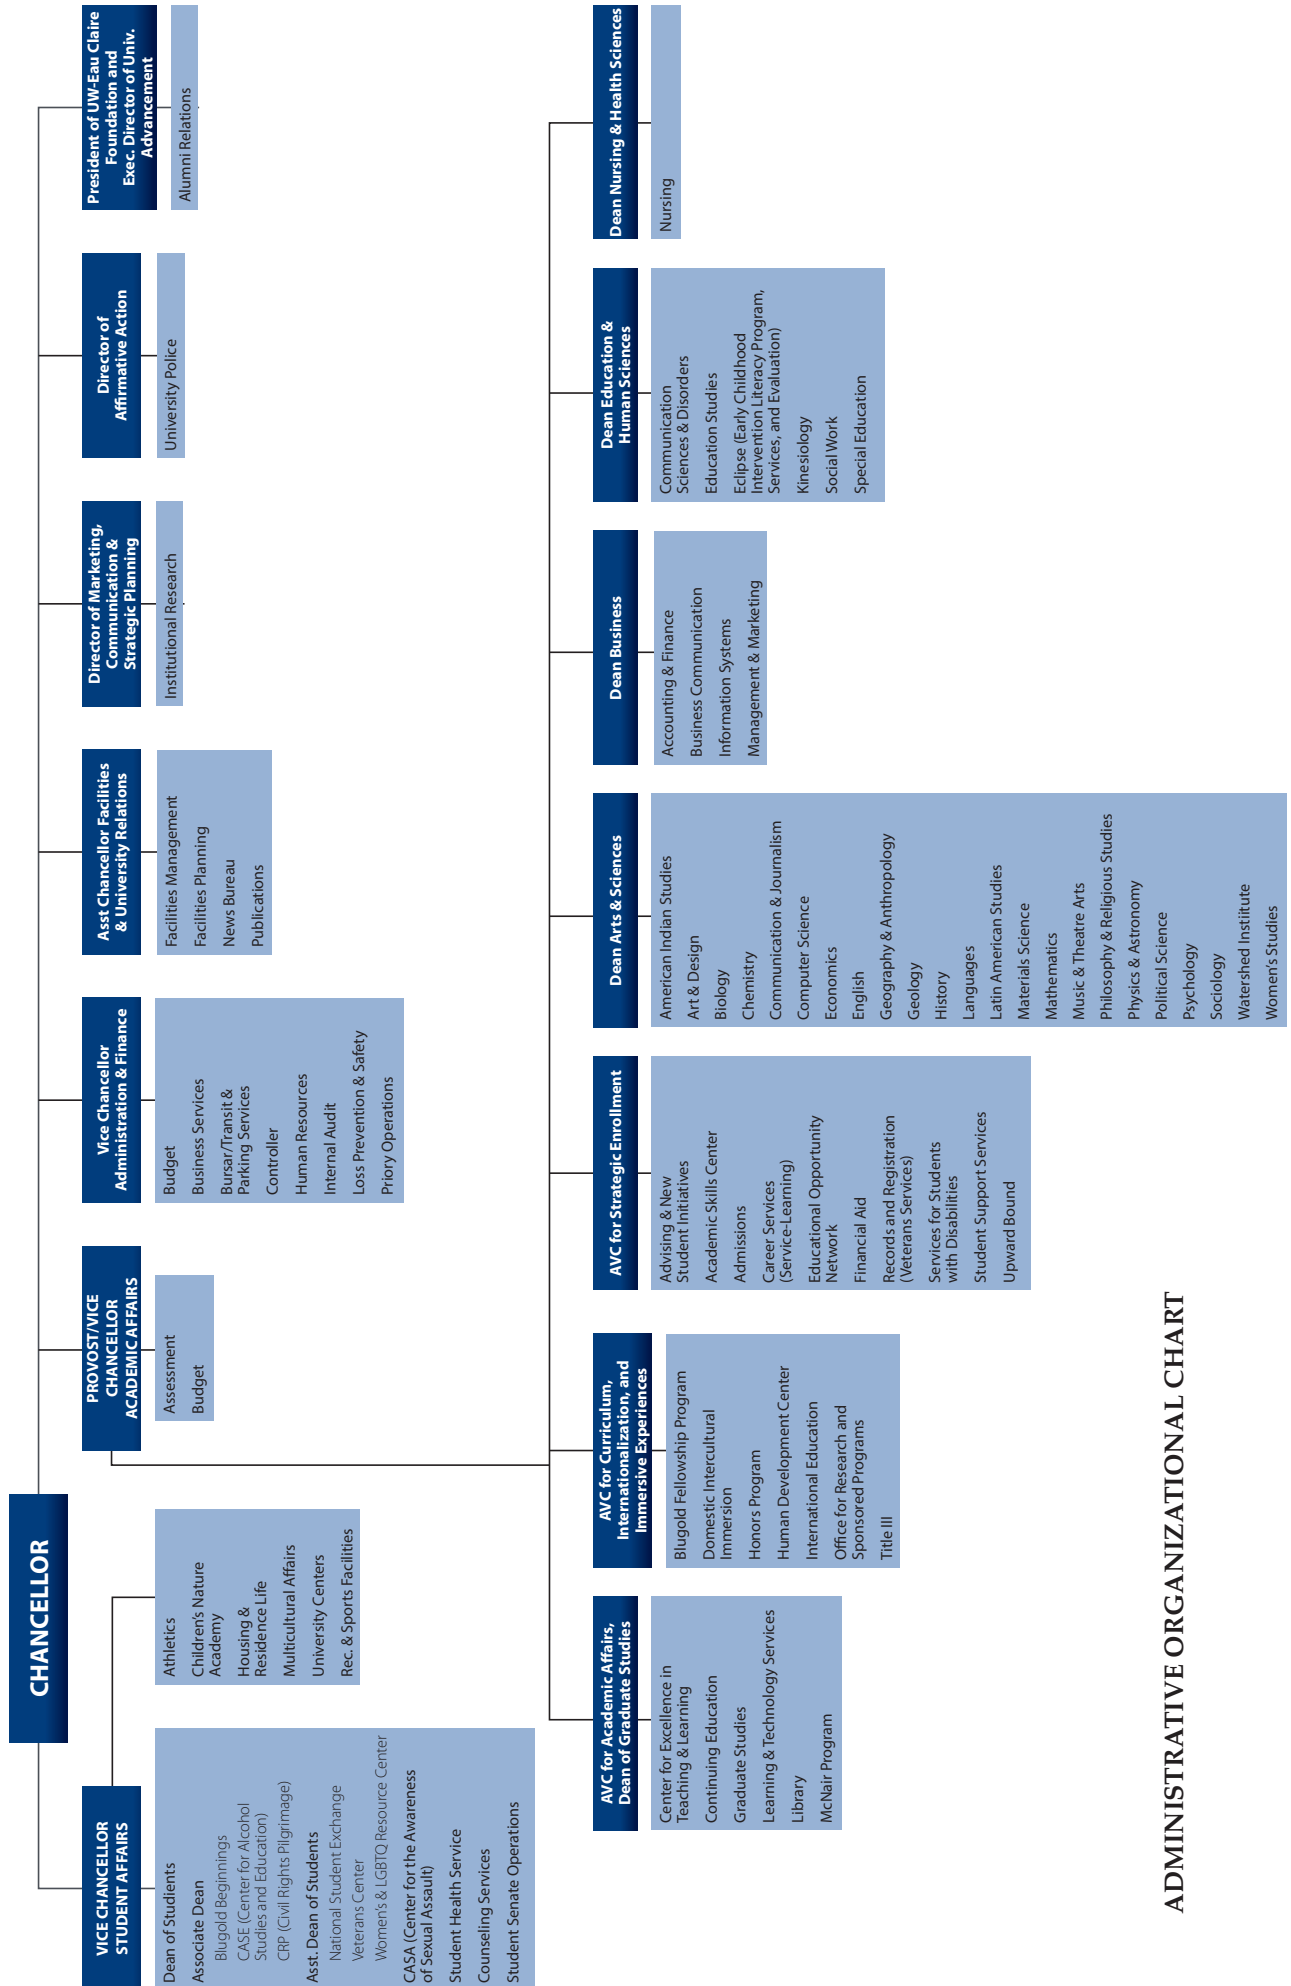 CHANCELLOR
VICE CHANCELLOR
STUDENT AFFAIRS
Dean of Studients
Associate Dean
Blugold Beginnings
CASE (Center for Alcohol
Studies and Education)
CRP (Civil Rights Pilgrimage)
Asst. Dean of Students
National Student Exchange
Veterans Center
Women's & LGBTQ Resource Center
CASA (Center for the Awareness
of Sexual Assault)
Student Health Service
Counseling Services
Student Senate Operations
Athletics
Children's Nature
Academy
Housing &
Residence Life
Multicultural Affairs
University Centers
Rec. & Sports Facilities
PROVOST/VICE
CHANCELLOR
ACADEMIC AFFAIRS
Assessment
Budget
Vice Chancellor
Administration & Finance
Budget
Business Services
Bursar/Transit &
Parking Services
Controller
Human Resources
Internal Audit
Loss Prevention & Safety
Priory Operations
Asst Chancellor Facilities
& University Relations
Facilities Management
Facilities Planning
News Bureau
Publications
Director of Marketing,
Communication &
Strategic Planning
Institutional Research
Director of
Affirmative Action
University Police
President of UW-Eau Claire
Foundation and
Exec. Director of Univ.
Advancement
Alumni Relations
AVC for Academic Affairs,
Dean of Graduate Studies
Center for Excellence in
Teaching & Learning
Continuing Education
Graduate Studies
Learning & Technology Services
Library
McNair Program
AVC for Curriculum,
Internationalization, and
Immersive Experiences
Blugold Fellowship Program
Domestic Intercultural
Immersion
Honors Program
Human Development Center
International Education
Office for Research and
Sponsored Programs
Title III
AVC for Strategic Enrollment
Advising & New
Student Initiatives
Academic Skills Center
Admissions
Career Services
(Service-Learning)
Educational Opportunity
Network
Financial Aid
Records and Registration
(Veterans Services)
Services for Students
with Disabilities
Student Support Services
Upward Bound
Dean Arts & Sciences
American Indian Studies
Art & Design
Biology
Chemistry
Communication & Journalism
Computer Science
Economics
English
Geography & Anthropology
Geology
History
Languages
Latin American Studies
Materials Science
Mathematics
Music & Theatre Arts
Philosophy & Religious Studies
Physics & Astronomy
Political Science
Psychology
Sociology
Watershed Instiitute
Women's Studies
Dean Business
Accounting & Finance
Business Communication
Information Systems
Management & Marketing
Dean Education &
Human Sciences
Communication
Sciences & Disorders
Education Studies
Eclipse (Early Childhood
Intervention Literacy Program,
Services, and Evaluation)
Kinesiology
Social Work
Special Education
Dean Nursing & Health Sciences
Nursing
ADMINISTRATIVE ORGANIZATIONAL CHART